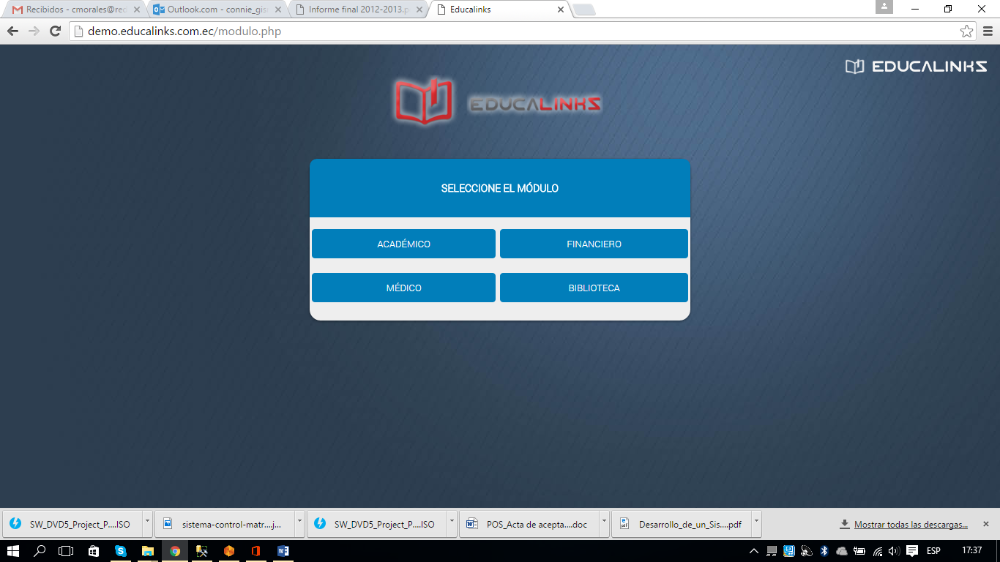 Recibidos - cmorales@red
Outlook.com - connie_gis
Informe final 2012-2013.p
Educalinks
demo.educalinks.com.ec/modulo.php
EDUCALINKS
EDUCALINKS
SELECCIONE EL MÓDULO
ACADÉMICO
FINANCIERO
MÉDICO
BIBLIOTECA
SW_DVD5_Project_P....ISO
sistema-control-matr....j...
SW_DVD5_Project_P....ISO
POS_Acta de acepta....doc
Desarrollo_de_un_Sis....pdf
Mostrar todas las descargas...
ESP
17:37